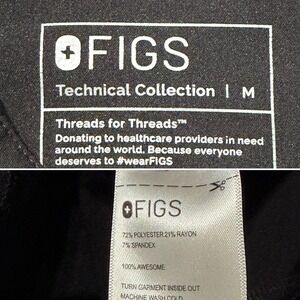 FIGS
Technical Collection | M
Threads for Threads™
Donating to healthcare providers in need
around the world. Because everyone
deserves to #wearFIGS
FIGS
72% POLYESTER 21% RAYON
7% SPANDEX
100% AWESOME
TURN GARMENT INSIDE OUT
MACHINE WASH COLD